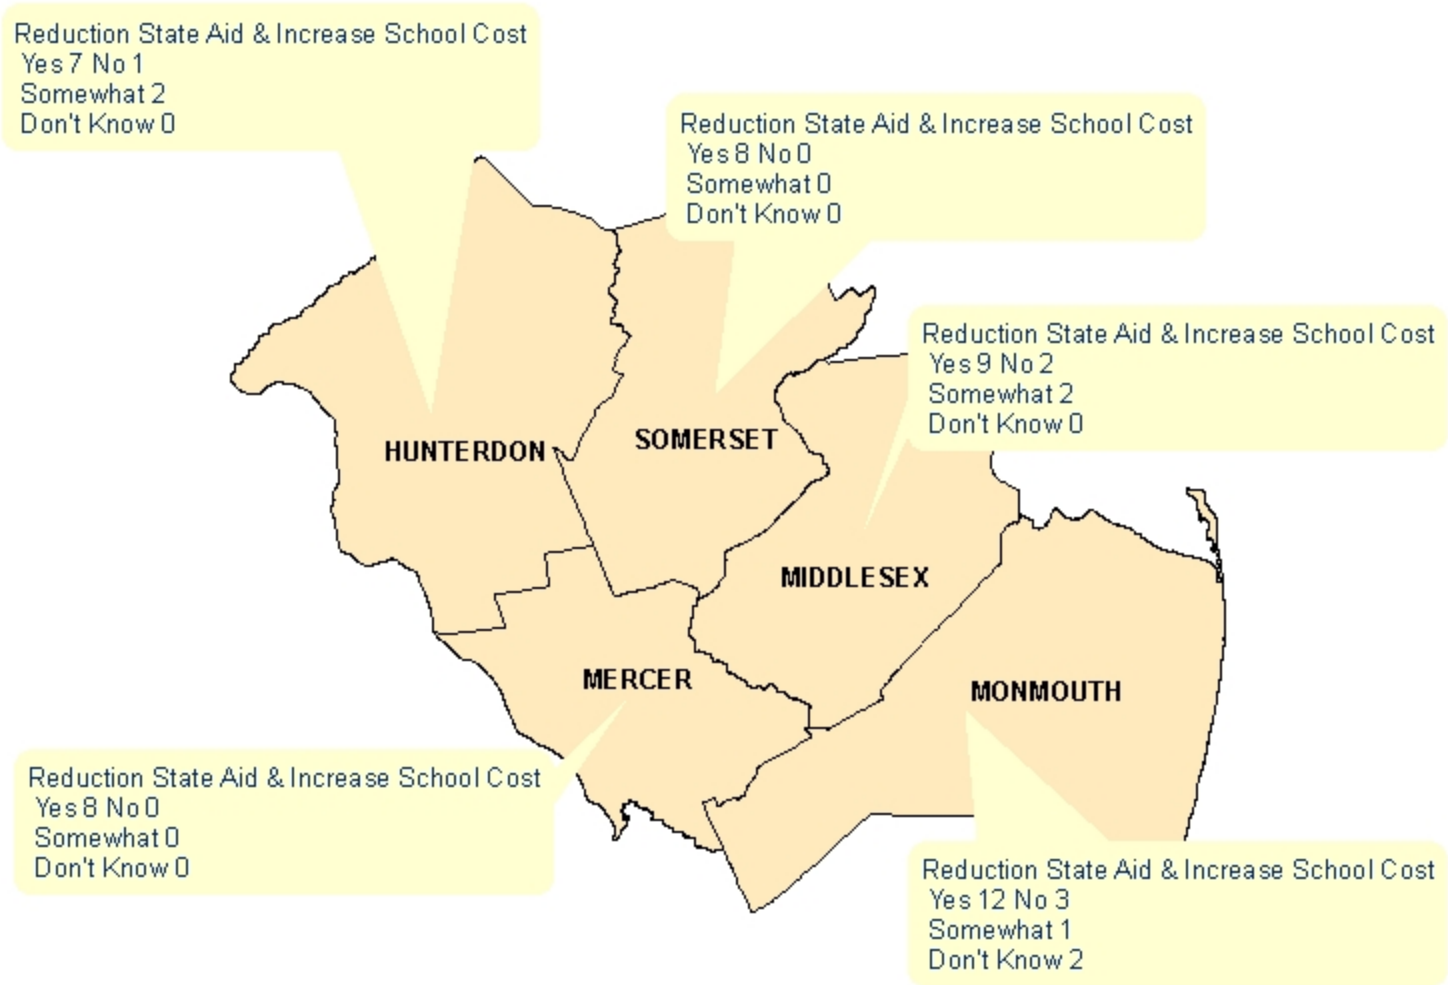 Reduction State Aid & Increase School Cost
Yes 7 No 1
Somewhat 2
Don't Know 0
Reduction State Aid & Increase School Cost
Yes 8 No 0
Somewhat 0
Don't Know 0
Reduction State Aid & Increase School Cost
Yes 9 No 2
Somewhat 2
Don't Know 0
HUNTERDON
SOMERSET
MIDDLESEX
MERCER
MONMOUTH
Reduction State Aid & Increase School Cost
Yes 8 No 0
Somewhat 0
Don't Know 0
Reduction State Aid & Increase School Cost
Yes 12 No 3
Somewhat 1
Don't Know 2